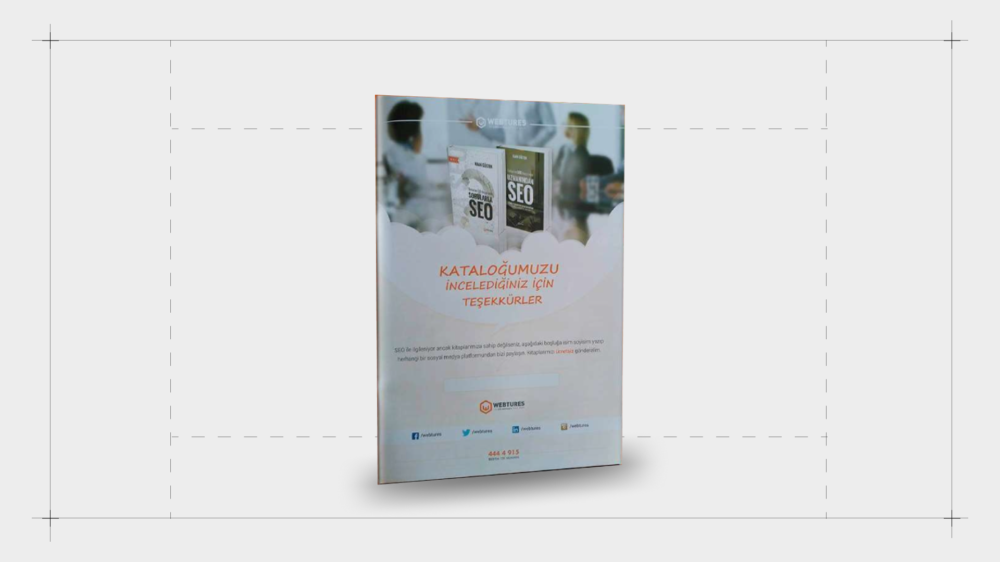 WEBTURES
KAAN GÜLTEN
SORULARLA
SEO
UZMANINDAN
SEO
KATALOĞUMUZU
İNCELEDİĞİNİZ İÇİN
TEŞEKKÜRLER
SEO ile ilgileniyor ancak kitaplarımıza sahip değilseniz, aşağıdaki boşluğa isim soyisim yazıp
herhangi bir sosyal medya platformundan bizi paylaşın. Kitaplarımızı ücretsiz gönderelim.
WEBTURES
/webtures /webtures /webtures /webtures
444 4 915